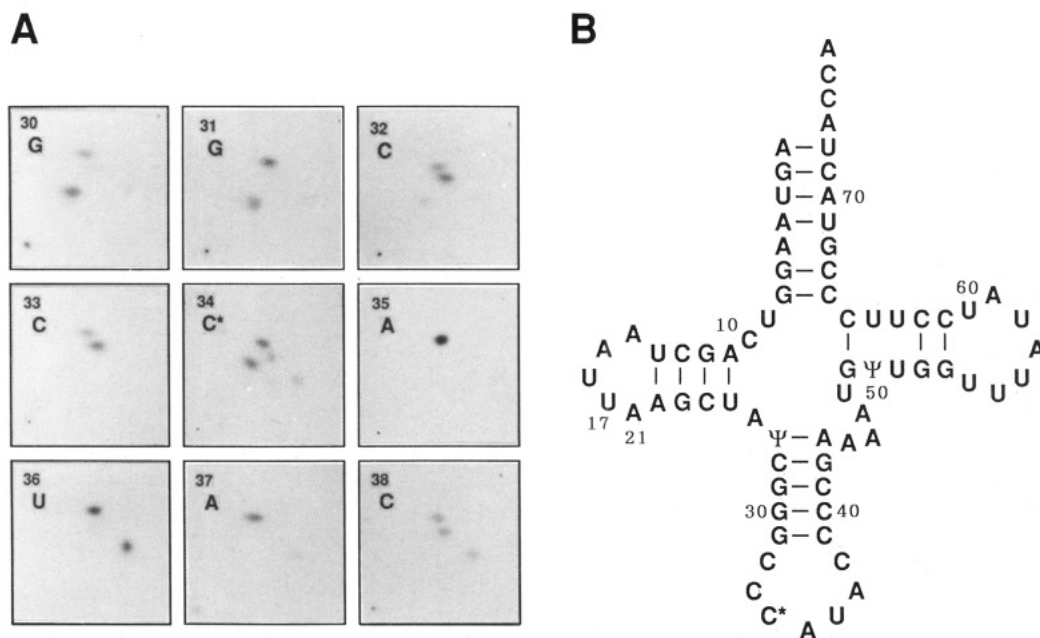 A
30 31 32
G G C
33 34 35
C C* A
36 37 38
U A C
B
A
C
C
A
A – U
G – C
U – A 70
A – U
A – G
G – C
G – C
U
C
10
A A U C G A
U
U A A G C U
17 21
A
C U U C C U A U A U U U
60
G Ψ U G G
50
U
A
A
A
Ψ – A
C – G
G – C
30 G – C 40
G – C
C C
C A
C* U
A